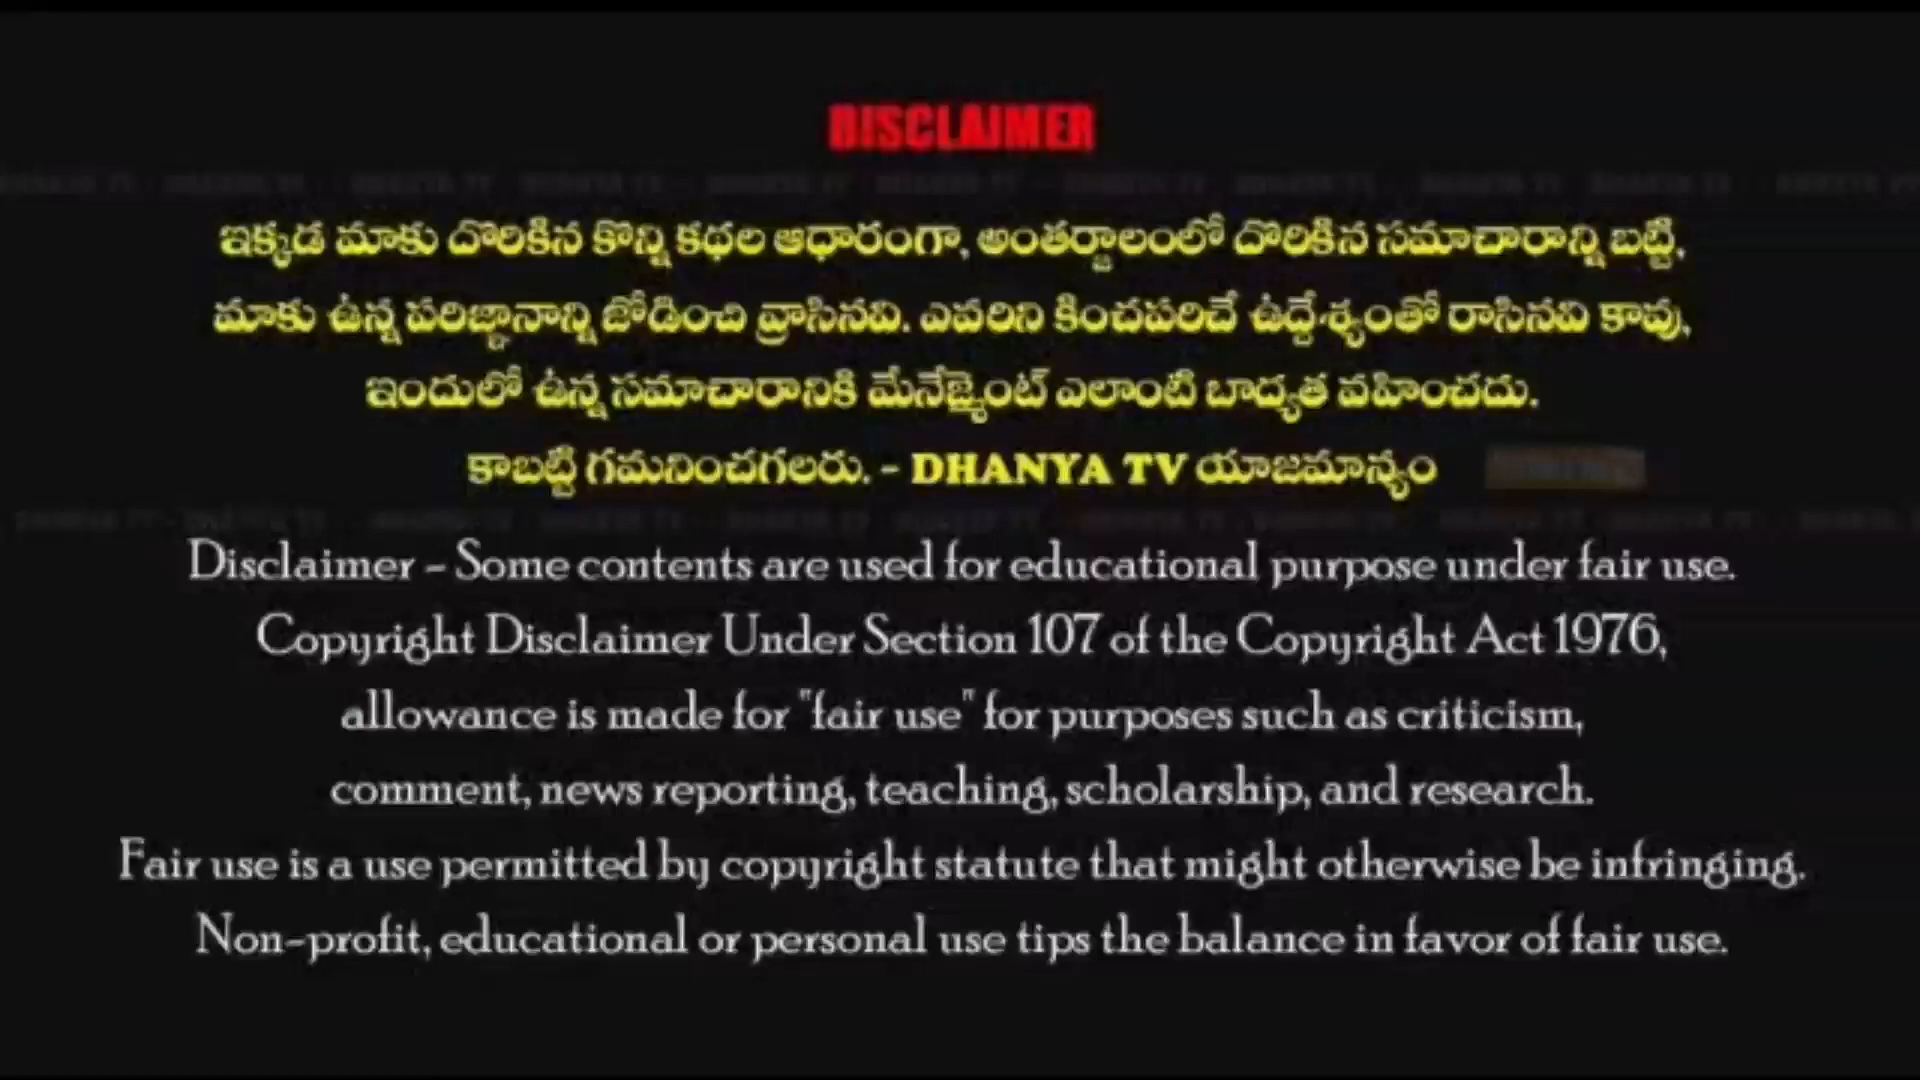 DISCLAIMER
ఇక్కడ మాకు దొరికిన కొన్ని కథల ఆధారంగా, అంతర్జాలంలో దొరికిన సమాచారాన్ని బట్టి,
మాకు ఉన్న పరిజ్ఞానాన్ని జోడించి వ్రాసినవి. ఎవరిని కించపరిచే ఉద్దేశ్యంతో రాసినవి కావు,
ఇందులో ఉన్న సమాచారానికి మేనేజ్మెంట్ ఎలాంటి బాద్యత వహించదు.
కాబట్టి గమనించగలరు. - DHANYA TV యాజమాన్యం
Disclaimer - Some contents are used for educational purpose under fair use.
Copyright Disclaimer Under Section 107 of the Copyright Act 1976,
allowance is made for "fair use" for purposes such as criticism,
comment, news reporting, teaching, scholarship, and research.
Fair use is a use permitted by copyright statute that might otherwise be infringing.
Non-profit, educational or personal use tips the balance in favor of fair use.